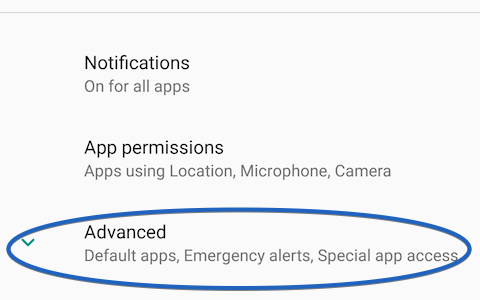 Notifications
On for all apps
App permissions
Apps using Location, Microphone, Camera
Advanced
Default apps, Emergency alerts, Special app access